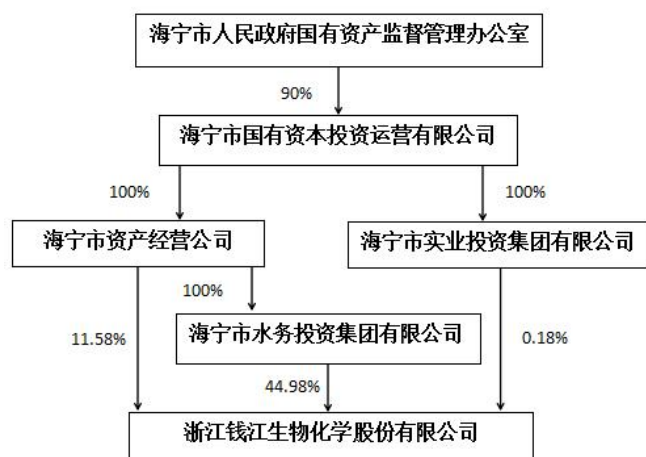 海宁市人民政府国有资产监督管理办公室
90%
海宁市国有资本投资运营有限公司
100%
100%
海宁市资产经营公司
海宁市实业投资集团有限公司
100%
11.58%
海宁市水务投资集团有限公司
0.18%
44.98%
浙江钱江生物化学股份有限公司